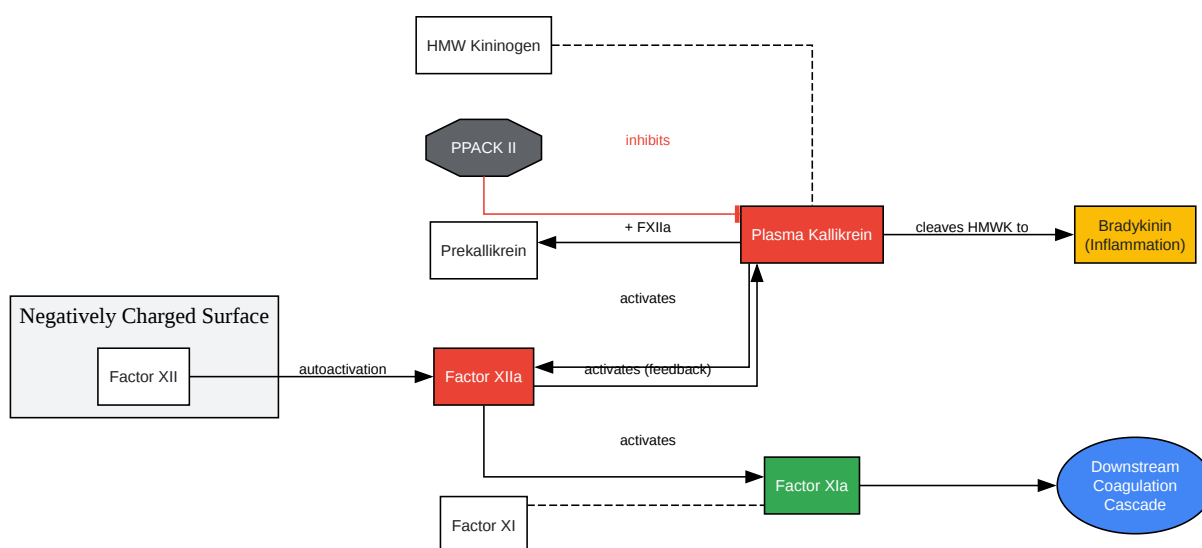 HMW Kininogen
PPACK II
inhibits
+ FXIIa
Prekallikrein
Plasma Kallikrein
cleaves HMWK to
Bradykinin
(Inflammation)
activates
Negatively Charged Surface
Factor XII
autoactivation
Factor XIIa
activates (feedback)
activates
Factor XI
Factor XIa
Downstream
Coagulation
Cascade